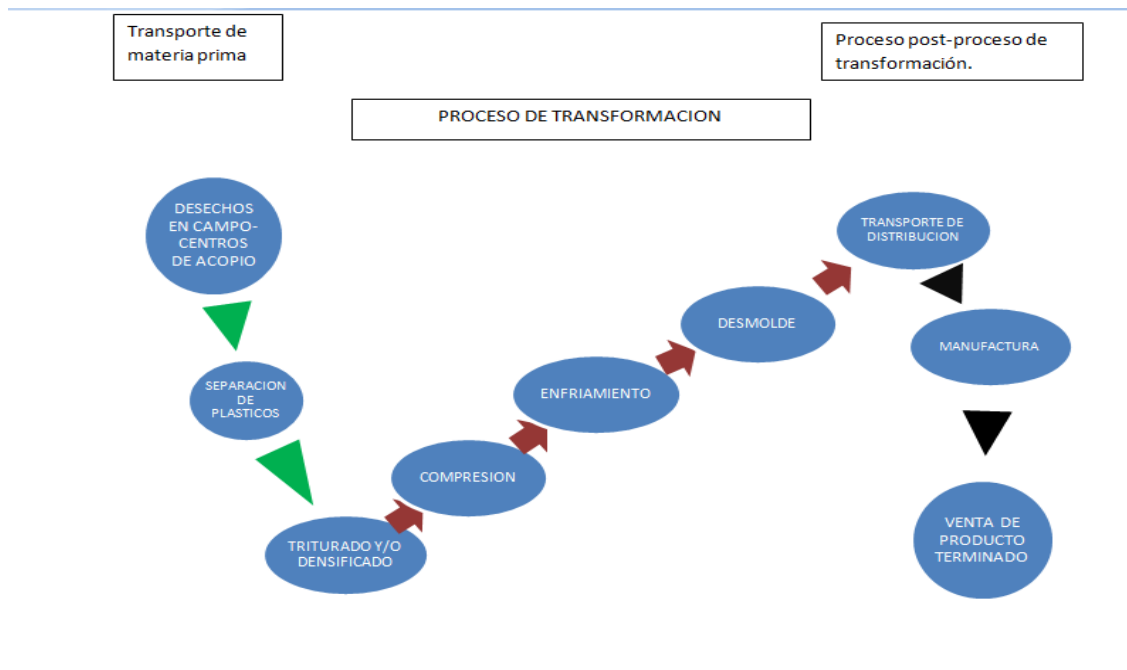 Transporte de
materia prima
Proceso post-proceso de
transformación.
PROCESO DE TRANSFORMACION
DESECHOS
EN CAMPO-
CENTROS
DE ACOPIO
SEPARACION
DE
PLASTICOS
TRITURADO Y/O
DENSIFICADO
COMPRESION
ENFRIAMIENTO
DESMOLDE
TRANSPORTE DE
DISTRIBUCION
MANUFACTURA
VENTA DE
PRODUCTO
TERMINADO